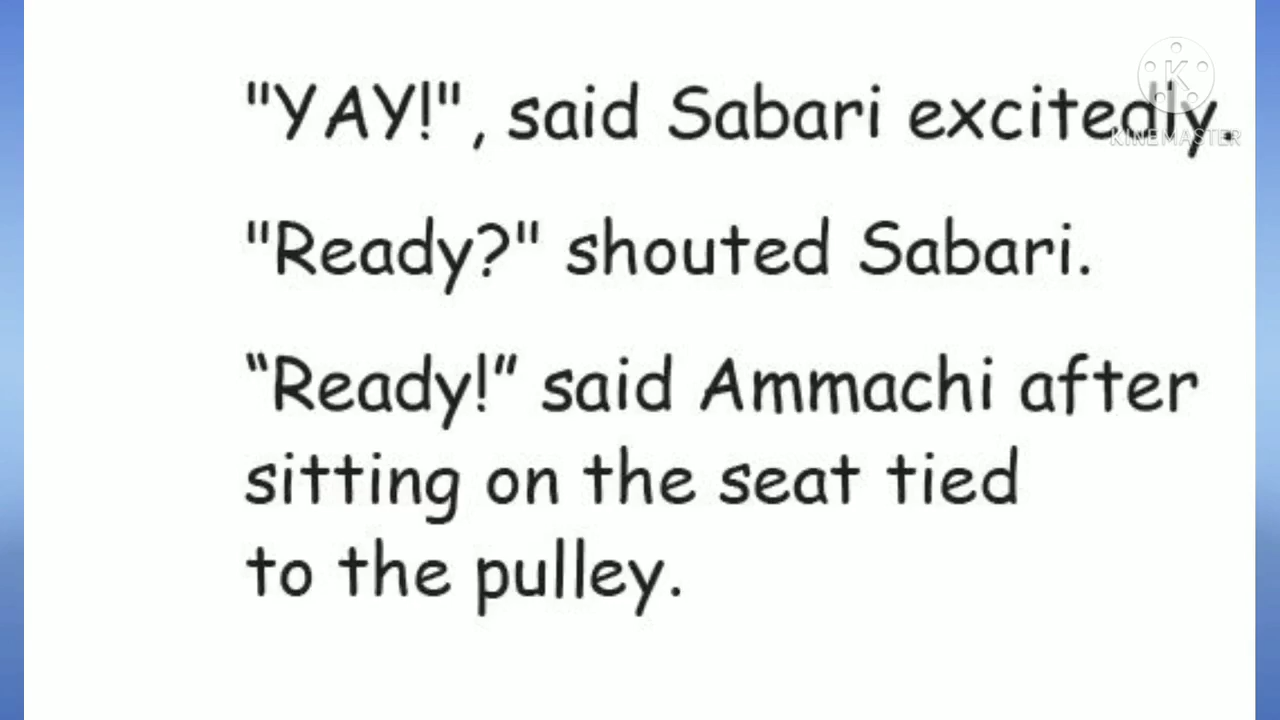 "YAY!", said Sabari excitedly.
KINEMASTER
"Ready?" shouted Sabari.
“Ready!” said Ammachi after
sitting on the seat tied
to the pulley.